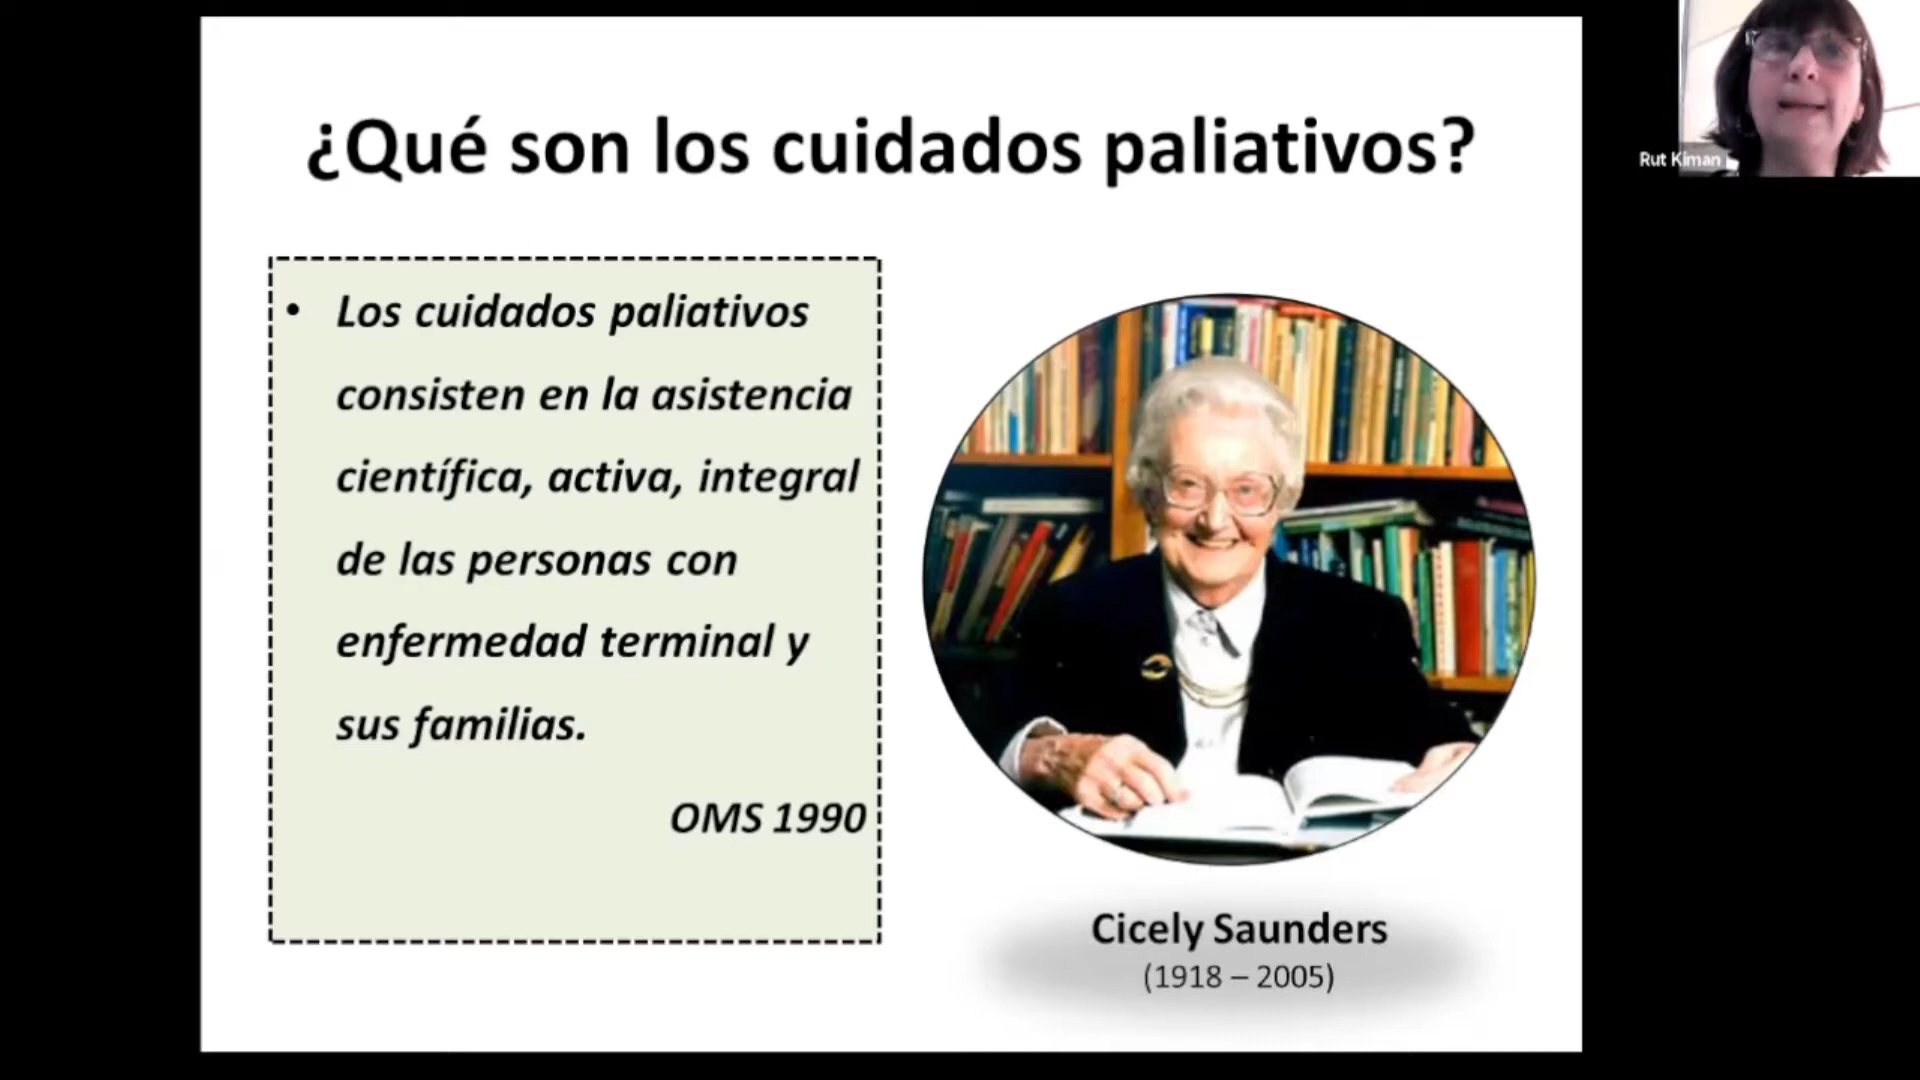 ¿Qué son los cuidados paliativos?
Rut Kiman
• Los cuidados paliativos
consisten en la asistencia
científica, activa, integral
de las personas con
enfermedad terminal y
sus familias.
OMS 1990
Cicely Saunders
(1918 – 2005)